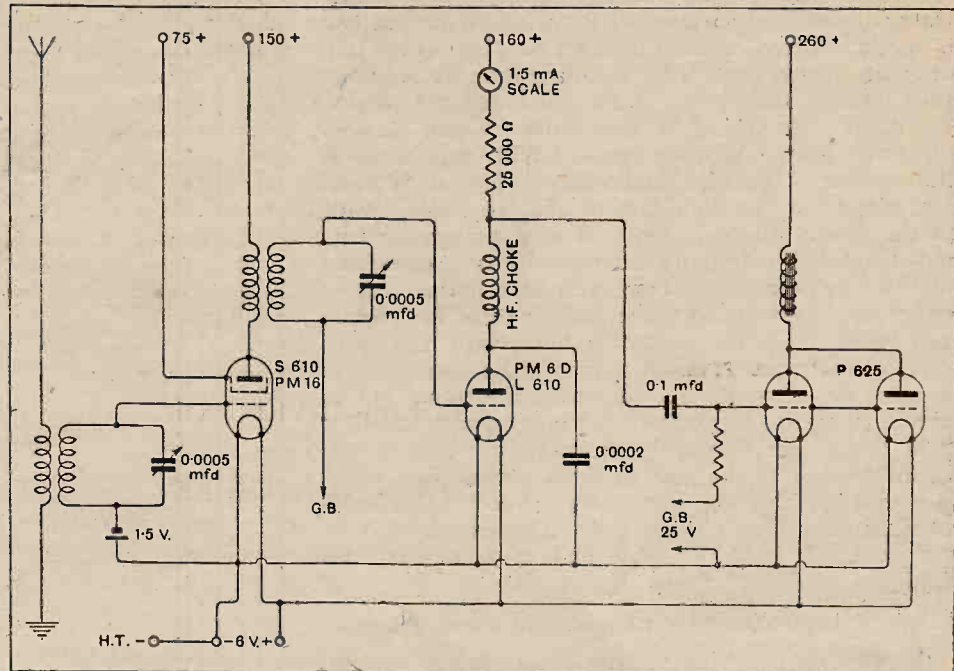 75 +
150 +
160 +
260 +
1·5 mA
SCALE
25 000 Ω
H.F. CHOKE
0·0005
mfd
S 610
PM 16
PM 6 D
L 610
P 625
0·1 mfd
0·0005
mfd
0·0002
mfd
G.B.
G.B.
25 V
1·5 V.
H.T. -
- 6 V. +